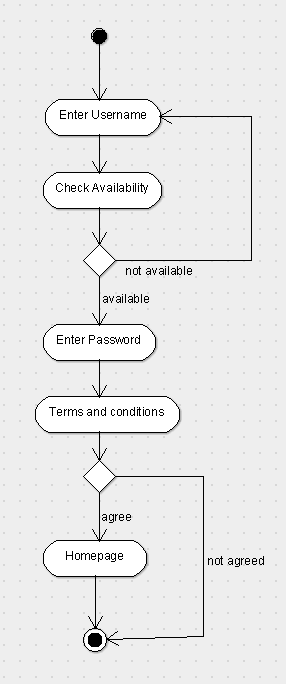 Enter Username
Check Availability
not available
available
Enter Password
Terms and conditions
agree
Homepage
not agreed